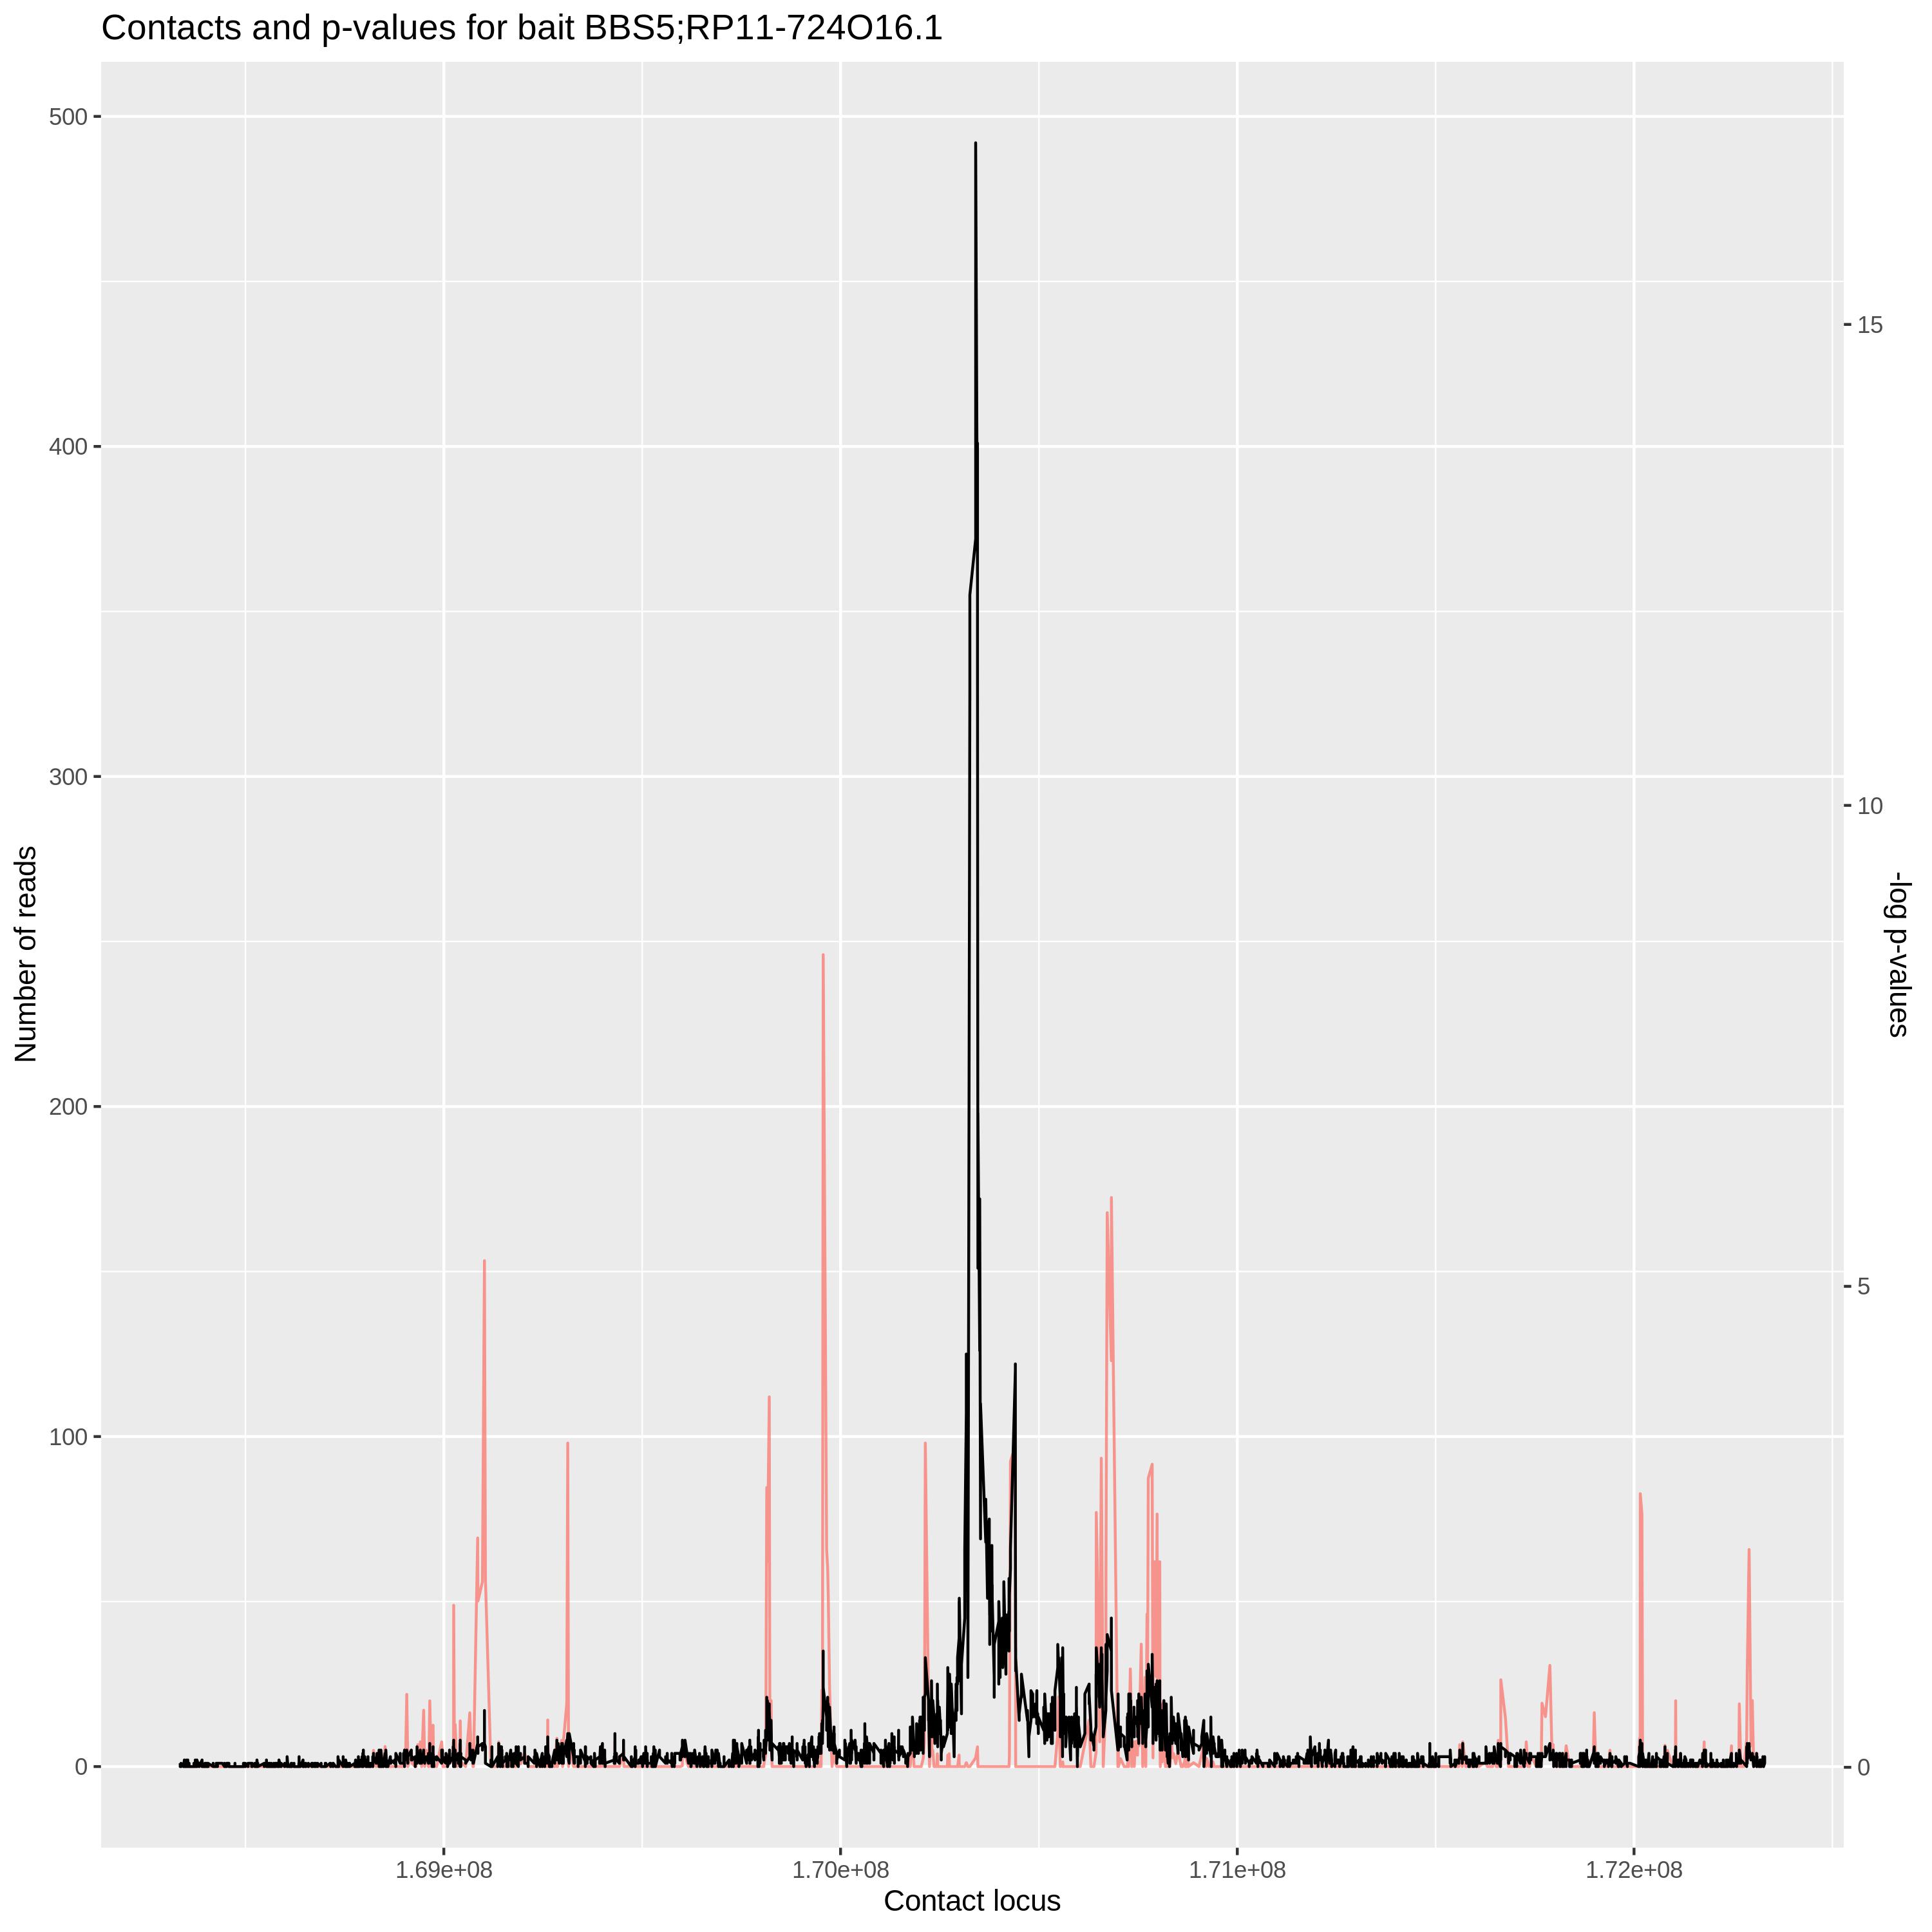 Contacts and p-values for bait BBS5;RP11-724O16.1
500
400
300
200
100
0
Number of reads
15
10
5
0
-log p-values
1.69e+08
1.70e+08
1.71e+08
1.72e+08
Contact locus